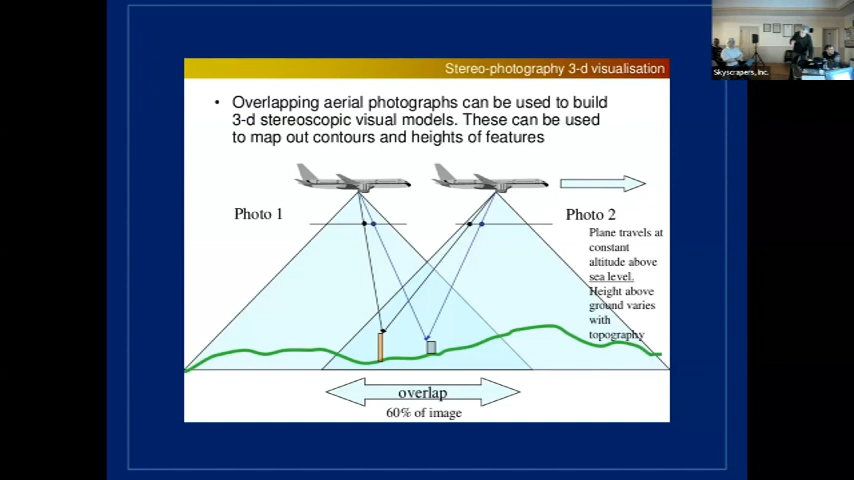 Stereo-photography 3-d visualisation
Skyscrapers, Inc.
• Overlapping aerial photographs can be used to build
3-d stereoscopic visual models. These can be used
to map out contours and heights of features
Photo 1
Photo 2
Plane travels at
constant
altitude above
sea level.
Height above
ground varies
with
topography
overlap
60% of image